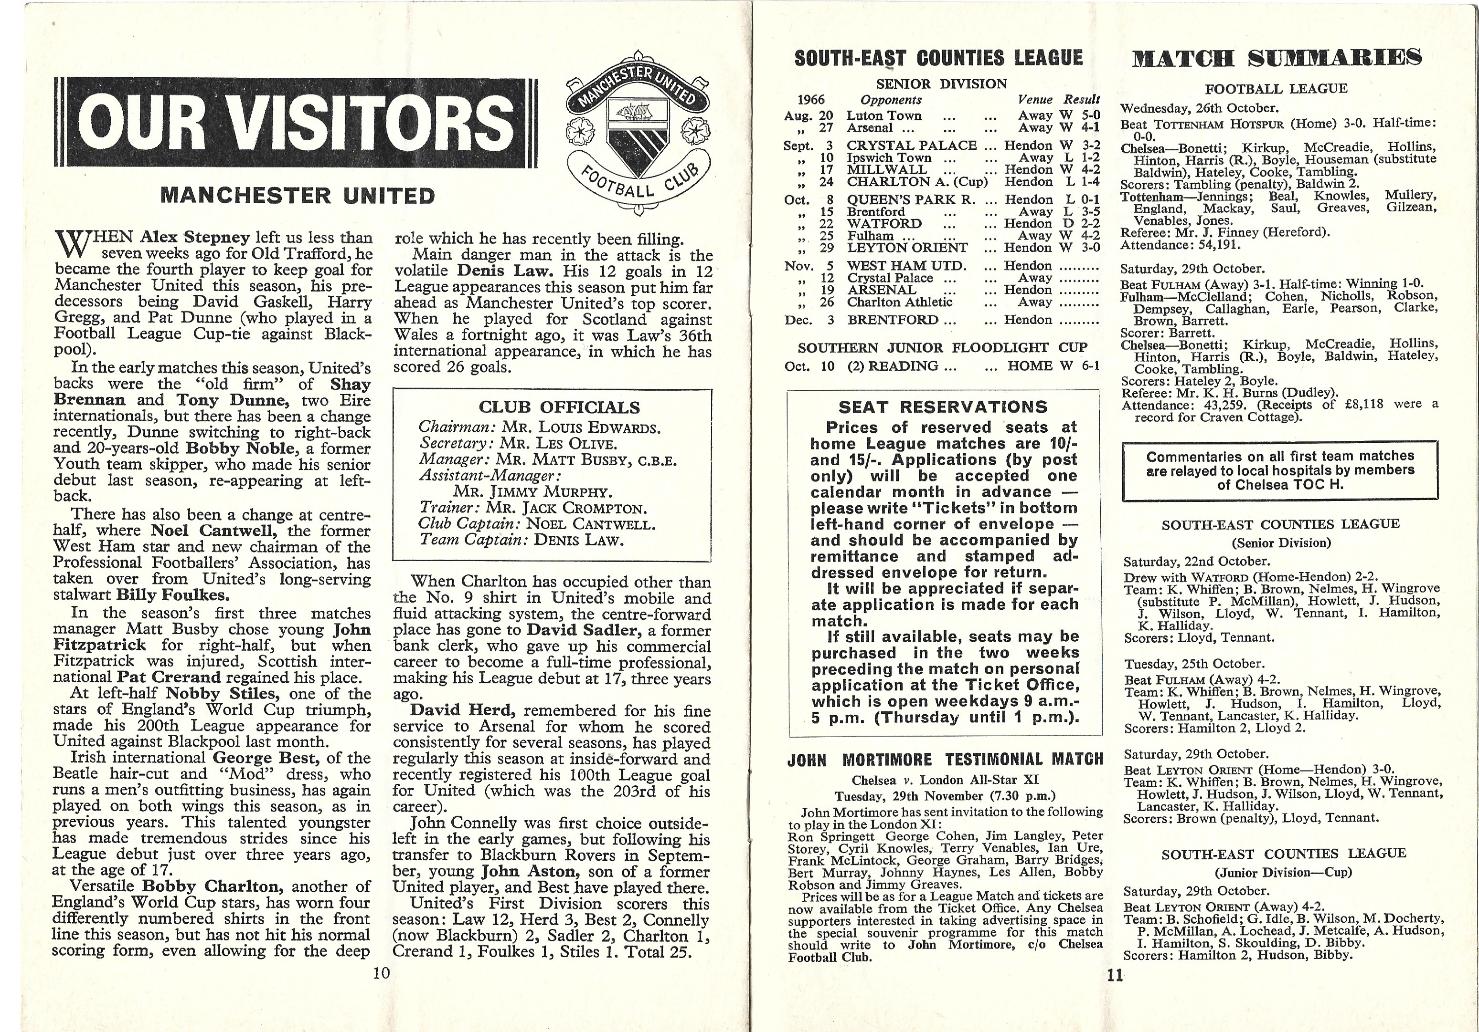 OUR VISITORS
MANCHESTER UNITED
FOOTBALL CLUB
MANCHESTER UNITED
WHEN Alex Stepney left us less than
seven weeks ago for Old Trafford, he
became the fourth player to keep goal for
Manchester United this season, his pre-
decessors being David Gaskell, Harry
Gregg, and Pat Dunne (who played in a
Football League Cup-tie against Black-
pool).
In the early matches this season, United's
backs were the "old firm" of Shay
Brennan and Tony Dunne, two Eire
internationals, but there has been a change
recently, Dunne switching to right-back
and 20-years-old Bobby Noble, a former
Youth team skipper, who made his senior
debut last season, re-appearing at left-
back.
There has also been a change at centre-
half, where Noel Cantwell, the former
West Ham star and new chairman of the
Professional Footballers' Association, has
taken over from United's long-serving
stalwart Billy Foulkes.
In the season's first three matches
manager Matt Busby chose young John
Fitzpatrick for right-half, but when
Fitzpatrick was injured, Scottish inter-
national Pat Crerand regained his place.
At left-half Nobby Stiles, one of the
stars of England's World Cup triumph,
made his 200th League appearance for
United against Blackpool last month.
Irish international George Best, of the
Beatle hair-cut and "Mod" dress, who
runs a men's outfitting business, has again
played on both wings this season, as in
previous years. This talented youngster
has made tremendous strides since his
League debut just over three years ago,
at the age of 17.
Versatile Bobby Charlton, another of
England's World Cup stars, has worn four
differently numbered shirts in the front
line this season, but has not hit his normal
scoring form, even allowing for the deep
role which he has recently been filling.
Main danger man in the attack is the
volatile Denis Law. His 12 goals in 12
League appearances this season put him far
ahead as Manchester United's top scorer.
When he played for Scotland against
Wales a fortnight ago, it was Law's 36th
international appearance, in which he has
scored 26 goals.
CLUB OFFICIALS
Chairman: MR. LOUIS EDWARDS.
Secretary: MR. LES OLIVE.
Manager: MR. MATT BUSBY, C.B.E.
Assistant-Manager:
MR. JIMMY MURPHY.
Trainer: MR. JACK CROMPTON.
Club Captain: NOEL CANTWELL.
Team Captain: DENIS LAW.
When Charlton has occupied other than
the No. 9 shirt in United's mobile and
fluid attacking system, the centre-forward
place has gone to David Sadler, a former
bank clerk, who gave up his commercial
career to become a full-time professional,
making his League debut at 17, three years
ago.
David Herd, remembered for his fine
service to Arsenal for whom he scored
consistently for several seasons, has played
regularly this season at inside-forward and
recently registered his 100th League goal
for United (which was the 203rd of his
career).
John Connelly was first choice outside-
left in the early games, but following his
transfer to Blackburn Rovers in Septem-
ber, young John Aston, son of a former
United player, and Best have played there.
United's First Division scorers this
season: Law 12, Herd 3, Best 2, Connelly
(now Blackburn) 2, Sadler 2, Charlton 1,
Crerand 1, Foulkes 1, Stiles 1. Total 25.
10
SOUTH-EAST COUNTIES LEAGUE
SENIOR DIVISION
1966 Opponents Venue Result
Aug. 20 Luton Town ... ... Away W 5-0
„ 27 Arsenal ... ... ... Away W 4-1
Sept. 3 CRYSTAL PALACE ... Hendon W 3-2
„ 10 Ipswich Town ... ... Away L 1-2
„ 17 MILLWALL ... ... Hendon W 4-2
„ 24 CHARLTON A. (Cup) Hendon L 1-4
Oct. 8 QUEEN'S PARK R. ... Hendon L 0-1
„ 15 Brentford ... ... Away L 3-5
„ 22 WATFORD ... ... Hendon D 2-2
„ 25 Fulham ... ... ... Away W 4-2
„ 29 LEYTON ORIENT ... Hendon W 3-0
Nov. 5 WEST HAM UTD. ... Hendon .........
„ 12 Crystal Palace ... ... Away .........
„ 19 ARSENAL ... ... Hendon .........
„ 26 Charlton Athletic ... Away .........
Dec. 3 BRENTFORD ... ... Hendon .........
SOUTHERN JUNIOR FLOODLIGHT CUP
Oct. 10 (2) READING ... ... HOME W 6-1
SEAT RESERVATIONS
Prices of reserved seats at
home League matches are 10/-
and 15/-. Applications (by post
only) will be accepted one
calendar month in advance —
please write "Tickets" in bottom
left-hand corner of envelope —
and should be accompanied by
remittance and stamped ad-
dressed envelope for return.
It will be appreciated if separ-
ate application is made for each
match.
If still available, seats may be
purchased in the two weeks
preceding the match on personal
application at the Ticket Office,
which is open weekdays 9 a.m.-
5 p.m. (Thursday until 1 p.m.).
JOHN MORTIMORE TESTIMONIAL MATCH
Chelsea v. London All-Star XI
Tuesday, 29th November (7.30 p.m.)
John Mortimore has sent invitation to the following
to play in the London XI:
Ron Springett George Cohen, Jim Langley, Peter
Storey, Cyril Knowles, Terry Venables, Ian Ure,
Frank McLintock, George Graham, Barry Bridges,
Bert Murray, Johnny Haynes, Les Allen, Bobby
Robson and Jimmy Greaves.
Prices will be as for a League Match and tickets are
now available from the Ticket Office. Any Chelsea
supporters interested in taking advertising space in
the special souvenir programme for this match
should write to John Mortimore, c/o Chelsea
Football Club.
MATCH SUMMARIES
FOOTBALL LEAGUE
Wednesday, 26th October.
Beat TOTTENHAM HOTSPUR (Home) 3-0. Half-time:
0-0.
Chelsea—Bonetti; Kirkup, McCreadie, Hollins,
Hinton, Harris (R.), Boyle, Houseman (substitute
Baldwin), Hateley, Cooke, Tambling.
Scorers: Tambling (penalty), Baldwin 2.
Tottenham—Jennings; Beal, Knowles, Mullery,
England, Mackay, Saul, Greaves, Gilzean,
Venables, Jones.
Referee: Mr. J. Finney (Hereford).
Attendance: 54,191.
Saturday, 29th October.
Beat FULHAM (Away) 3-1. Half-time: Winning 1-0.
Fulham—McClelland; Cohen, Nicholls, Robson,
Dempsey, Callaghan, Earle, Pearson, Clarke,
Brown, Barrett.
Scorer: Barrett.
Chelsea—Bonetti; Kirkup, McCreadie, Hollins,
Hinton, Harris (R.), Boyle, Baldwin, Hateley,
Cooke, Tambling.
Scorers: Hateley 2, Boyle.
Referee: Mr. K. H. Burns (Dudley).
Attendance: 43,259. (Receipts of £8,118 were a
record for Craven Cottage).
Commentaries on all first team matches
are relayed to local hospitals by members
of Chelsea TOC H.
SOUTH-EAST COUNTIES LEAGUE
(Senior Division)
Saturday, 22nd October.
Drew with WATFORD (Home-Hendon) 2-2.
Team: K. Whiffen; B. Brown, Nelmes, H. Wingrove
(substitute P. McMillan), Howlett, J. Hudson,
J. Wilson, Lloyd, W. Tennant, I. Hamilton,
K. Halliday.
Scorers: Lloyd, Tennant.
Tuesday, 25th October.
Beat FULHAM (Away) 4-2.
Team: K. Whiffen; B. Brown, Nelmes, H. Wingrove,
Howlett, J. Hudson, I. Hamilton, Lloyd,
W. Tennant, Lancaster, K. Halliday.
Scorers: Hamilton 2, Lloyd 2.
Saturday, 29th October.
Beat LEYTON ORIENT (Home—Hendon) 3-0.
Team: K. Whiffen; B. Brown, Nelmes, H. Wingrove,
Howlett, J. Hudson, J. Wilson, Lloyd, W. Tennant,
Lancaster, K. Halliday.
Scorers: Brown (penalty), Lloyd, Tennant.
SOUTH-EAST COUNTIES LEAGUE
(Junior Division—Cup)
Saturday, 29th October.
Beat LEYTON ORIENT (Away) 4-2.
Team: B. Schofield; G. Idle, B. Wilson, M. Docherty,
P. McMillan, A. Lochead, J. Metcalfe, A. Hudson,
I. Hamilton, S. Skoulding, D. Bibby.
Scorers: Hamilton 2, Hudson, Bibby.
11